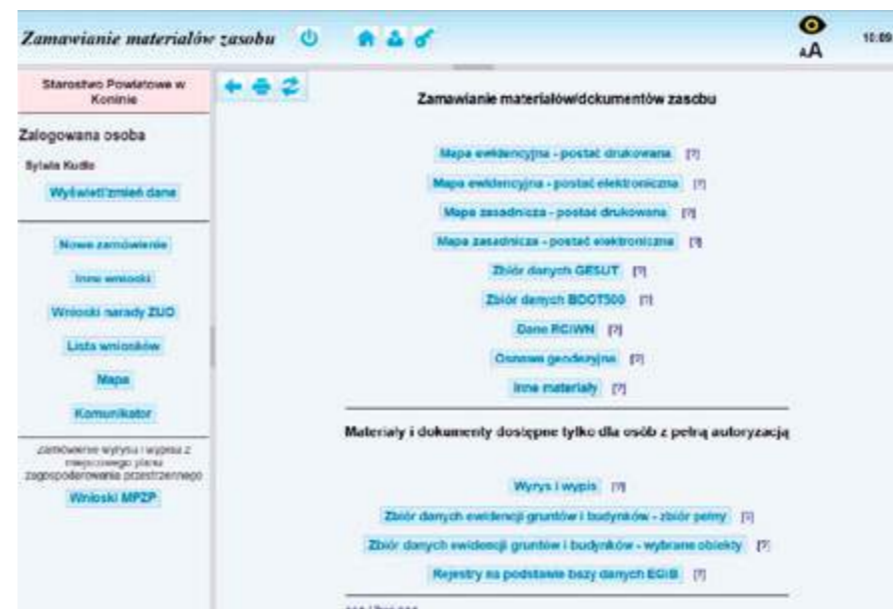 Zamawianie materiałów zasobu
AA
10:09
Starostwo Powiatowe w
Koninie
Zalogowana osoba
Sylwia Kudła
Wyświetl/zmień dane
Nowe zamówienie
Inne wnioski
Wnioski narady ZUD
Lista wniosków
Mapa
Komunikator
Zamówienie wyrysu i wypisu z
miejscowego planu
zagospodarowania przestrzennego
Wnioski MPZP
Zamawianie materiałów/dokumentów zasobu
Mapa ewidencyjna - postać drukowana [?]
Mapa ewidencyjna - postać elektroniczna [?]
Mapa zasadnicza - postać drukowana [?]
Mapa zasadnicza - postać elektroniczna [?]
Zbiór danych GESUT [?]
Zbiór danych BDOT500 [?]
Dane RCiWN [?]
Osnowa geodezyjna [?]
Inne materiały [?]
Materiały i dokumenty dostępne tylko dla osób z pełną autoryzacją
Wyrys i wypis [?]
Zbiór danych ewidencji gruntów i budynków - zbiór pełny [?]
Zbiór danych ewidencji gruntów i budynków - wybrane obiekty [?]
Rejestry na podstawie bazy danych EGiB [?]